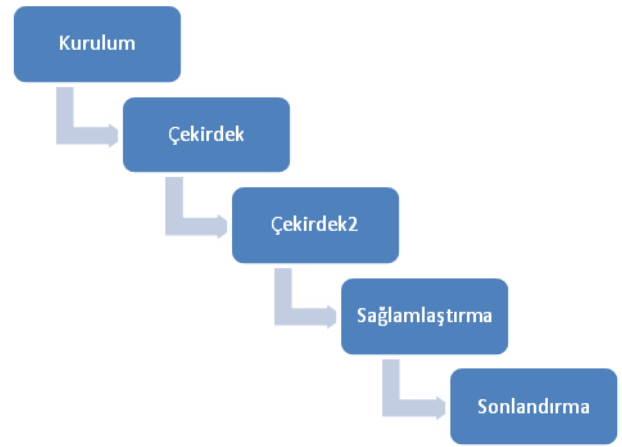 Kurulum
Çekirdek
Çekirdek2
Sağlamlaştırma
Sonlandırma